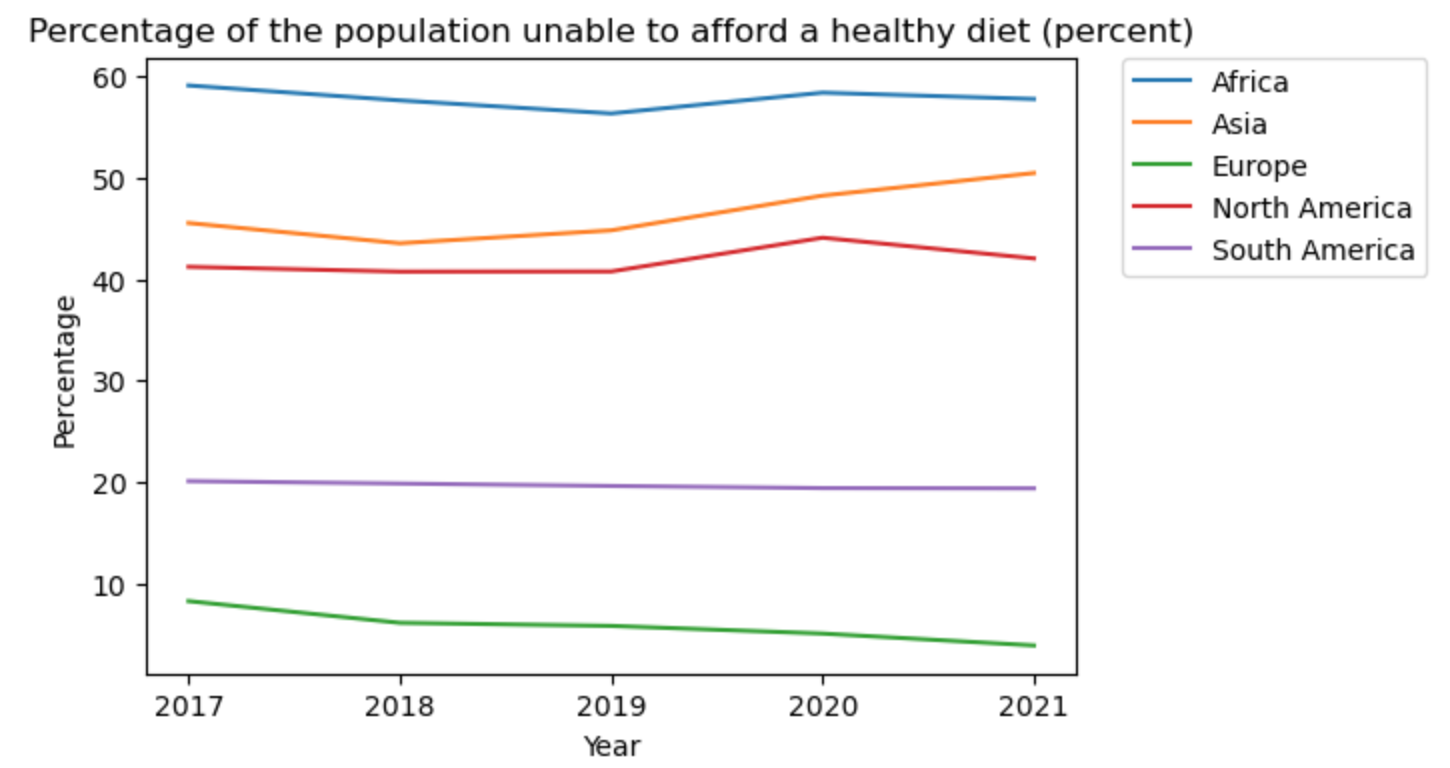 Percentage of the population unable to afford a healthy diet (percent)
60
50
40
30
20
10
Percentage
2017 2018 2019 2020 2021
Year
Africa
Asia
Europe
North America
South America